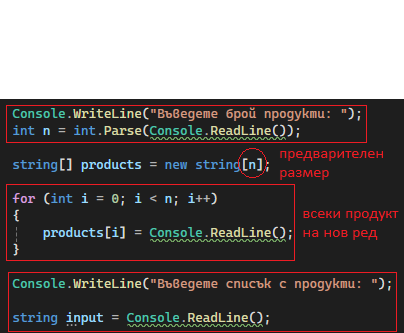 Console.WriteLine("Въведете брой продукти: ");
int n = int.Parse(Console.ReadLine());
string[] products = new string[n];
предварителен
размер
for (int i = 0; i < n; i++)
{
products[i] = Console.ReadLine();
}
всеки продукт
на нов ред
Console.WriteLine("Въведете списък с продукти: ");
string input = Console.ReadLine();